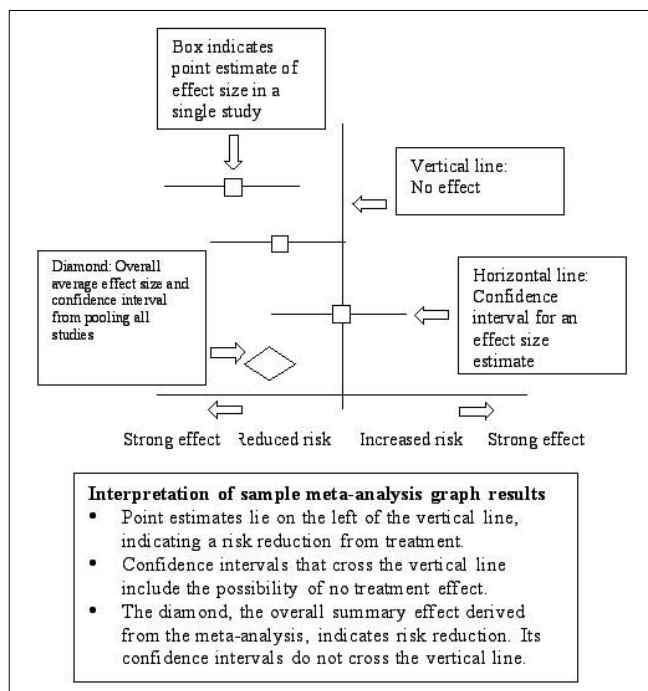 Box indicates
point estimate of
effect size in a
single study
Vertical line:
No effect
Diamond: Overall
average effect size and
confidence interval
from pooling all
studies
Horizontal line:
Confidence
interval for an
effect size
estimate
Strong effect Reduced risk Increased risk Strong effect
Interpretation of sample meta-analysis graph results
• Point estimates lie on the left of the vertical line,
indicating a risk reduction from treatment.
• Confidence intervals that cross the vertical line
include the possibility of no treatment effect.
• The diamond, the overall summary effect derived
from the meta-analysis, indicates risk reduction. Its
confidence intervals do not cross the vertical line.